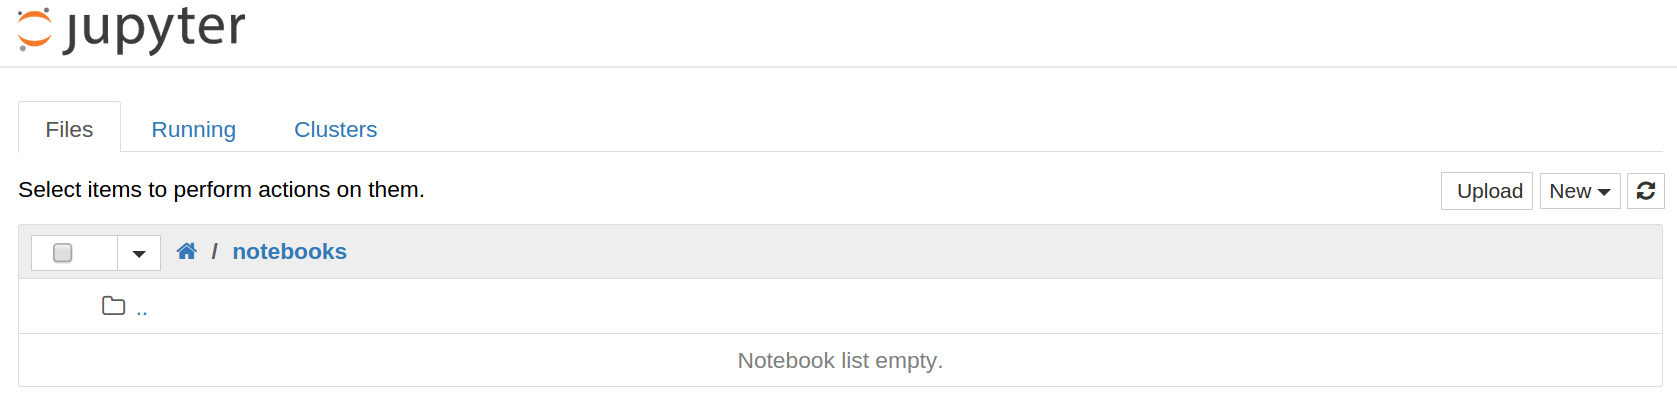 jupyter
Files Running Clusters
Select items to perform actions on them. Upload New
/ notebooks
..
Notebook list empty.